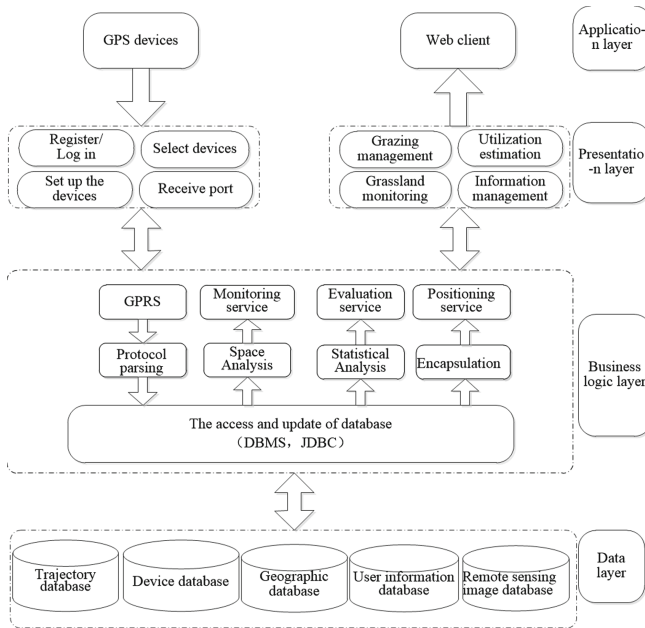 GPS devices
Web client
Applicatio-
n layer
Register/
Log in
Select devices
Set up the
devices
Receive port
Grazing
management
Utilization
estimation
Grassland
monitoring
Information
management
Presentatio
-n layer
GPRS
Monitoring
service
Evaluation
service
Positioning
service
Protocol
parsing
Space
Analysis
Statistical
Analysis
Encapsulation
The access and update of database
（DBMS，JDBC）
Business
logic layer
Trajectory
database
Device database
Geographic
database
User information
database
Remote sensing
image database
Data
layer